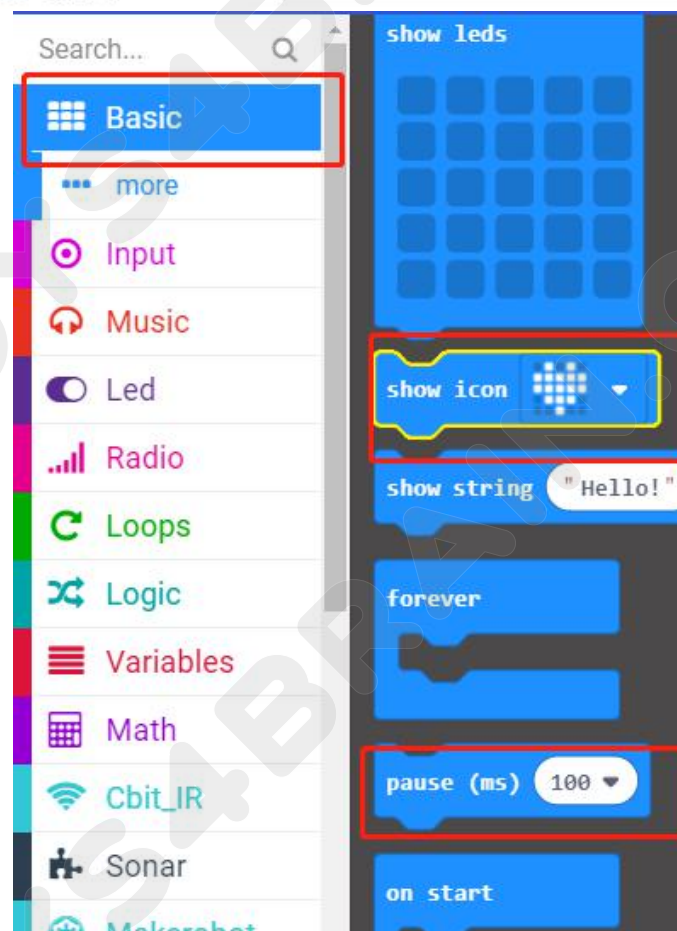 Search...
Basic
more
Input
Music
Led
Radio
Loops
Logic
Variables
Math
Cbit_IR
Sonar
show leds
show icon
show string "Hello!"
forever
pause (ms) 100
on start